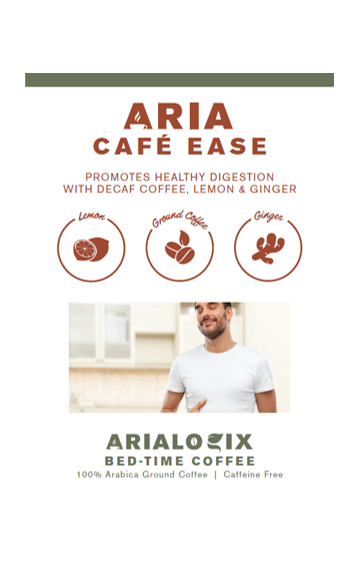 ARIA
CAFÉ EASE
PROMOTES HEALTHY DIGESTION
WITH DECAF COFFEE, LEMON & GINGER
Lemon
Ground Coffee
Ginger
ARIALOGIX
BED-TIME COFFEE
100% Arabica Ground Coffee | Caffeine Free